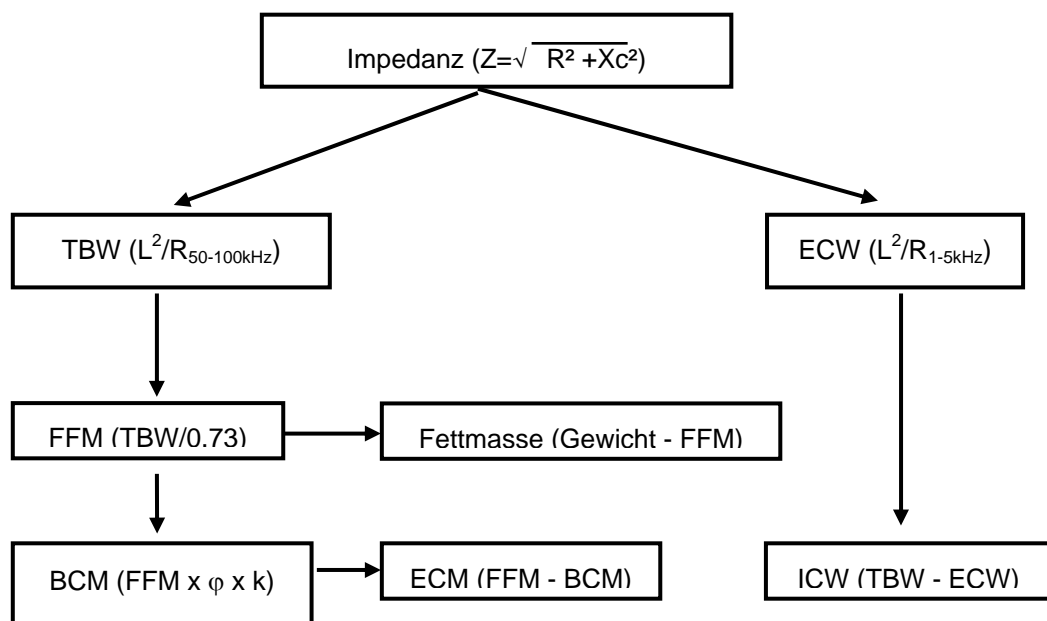 Impedanz (Z=√ R² +Xc²)
TBW (L²/R₅₀₋₁₀₀kHz)
ECW (L²/R₁₋₅kHz)
FFM (TBW/0.73)
Fettmasse (Gewicht - FFM)
BCM (FFM x φ x k)
ECM (FFM - BCM)
ICW (TBW - ECW)